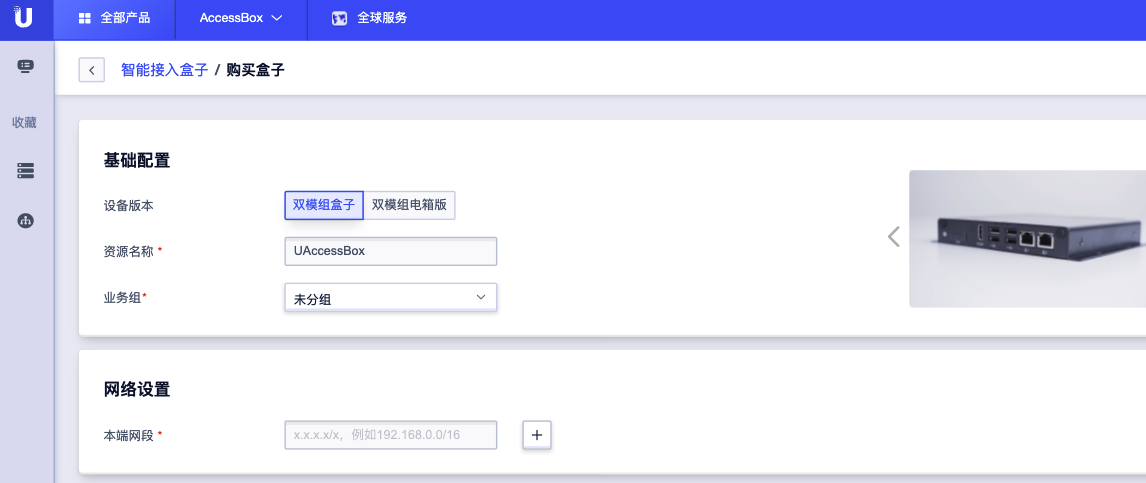 U
全部产品 AccessBox 全球服务
智能接入盒子 / 购买盒子
收藏
基础配置
设备版本 双模组盒子 双模组电箱版
资源名称 * UAccessBox
业务组* 未分组
网络设置
本端网段 * x.x.x.x/x，例如192.168.0.0/16 +